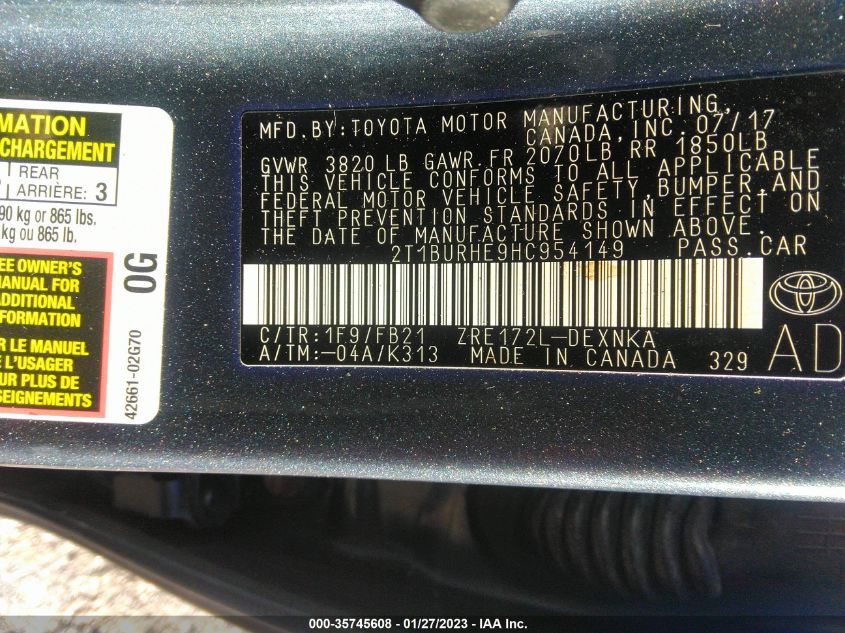 MATION
CHARGEMENT
REAR
ARRIÈRE: 3
90 kg or 865 lbs.
kg ou 865 lb.
EE OWNER'S
MANUAL FOR
ADDITIONAL
NFORMATION
R LE MANUEL
L'USAGER
UR PLUS DE
SEIGNEMENTS
0G
42661-02G70
MFD.BY:TOYOTA MOTOR MANUFACTURING,
CANADA,INC.07/17
GVWR 3820 LB GAWR.FR 2070LB,RR 1850LB
THIS VEHICLE CONFORMS TO ALL APPLICABLE
FEDERAL MOTOR VEHICLE SAFETY,BUMPER,AND
THEFT PREVENTION STANDARDS IN EFFECT ON
THE DATE OF MANUFACTURE SHOWN ABOVE.
2T1BURHE9HC954149 PASS.CAR
C/TR:1F9/FB21 ZRE172L-DEXNKA
A/TM:-04A/K313 MADE IN CANADA 329
AD
000-35745608 - 01/27/2023 - IAA Inc.